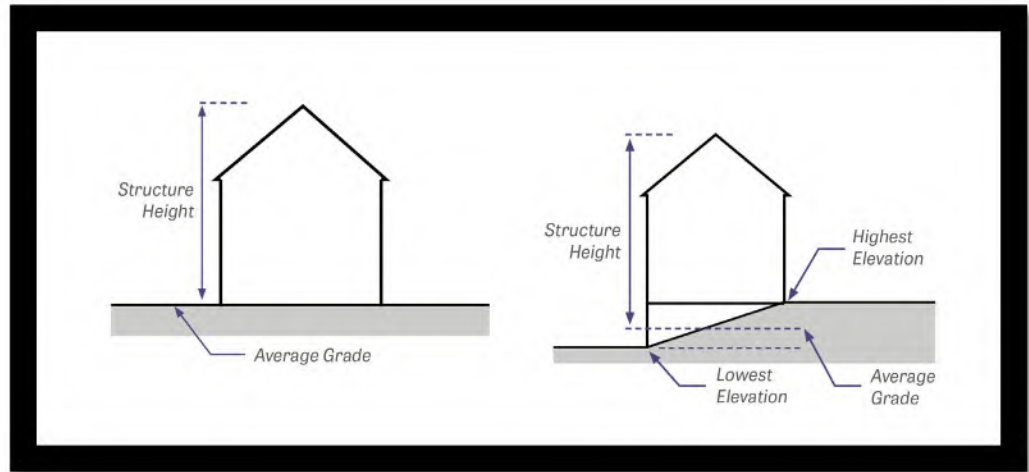 Structure
Height
Average Grade
Structure
Height
Highest
Elevation
Lowest
Elevation
Average
Grade